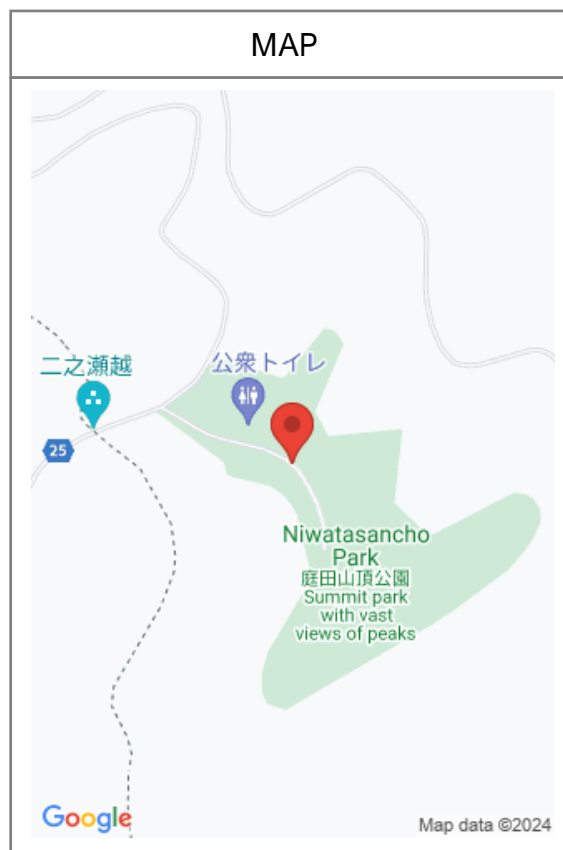 MAP
二之瀬越
公衆トイレ
25
Niwatasancho
Park
庭田山頂公園
Summit park
with vast
views of peaks
Google
Map data ©2024